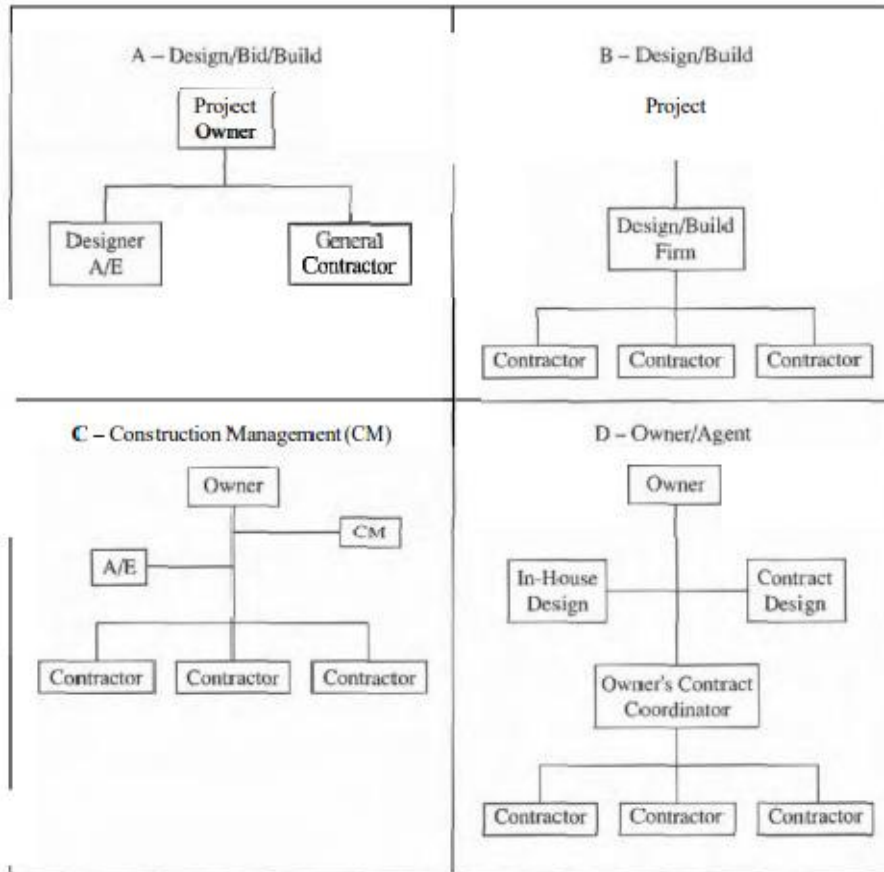 A – Design/Bid/Build
Project
Owner
Designer
A/E
General
Contractor
B – Design/Build
Project
Design/Build
Firm
Contractor
Contractor
Contractor
C – Construction Management (CM)
Owner
CM
A/E
Contractor
Contractor
Contractor
D – Owner/Agent
Owner
In-House
Design
Contract
Design
Owner's Contract
Coordinator
Contractor
Contractor
Contractor